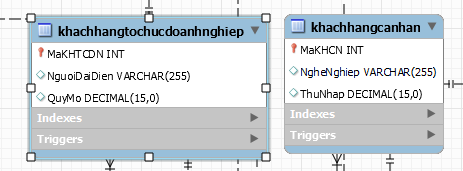 khachhangtochucdoanhnghiep
MaKHTCDN INT
NguoiDaiDien VARCHAR(255)
QuyMo DECIMAL(15,0)
Indexes
Triggers
khachhangcanhan
MaKHCN INT
NgheNghiep VARCHAR(255)
ThuNhap DECIMAL(15,0)
Indexes
Triggers